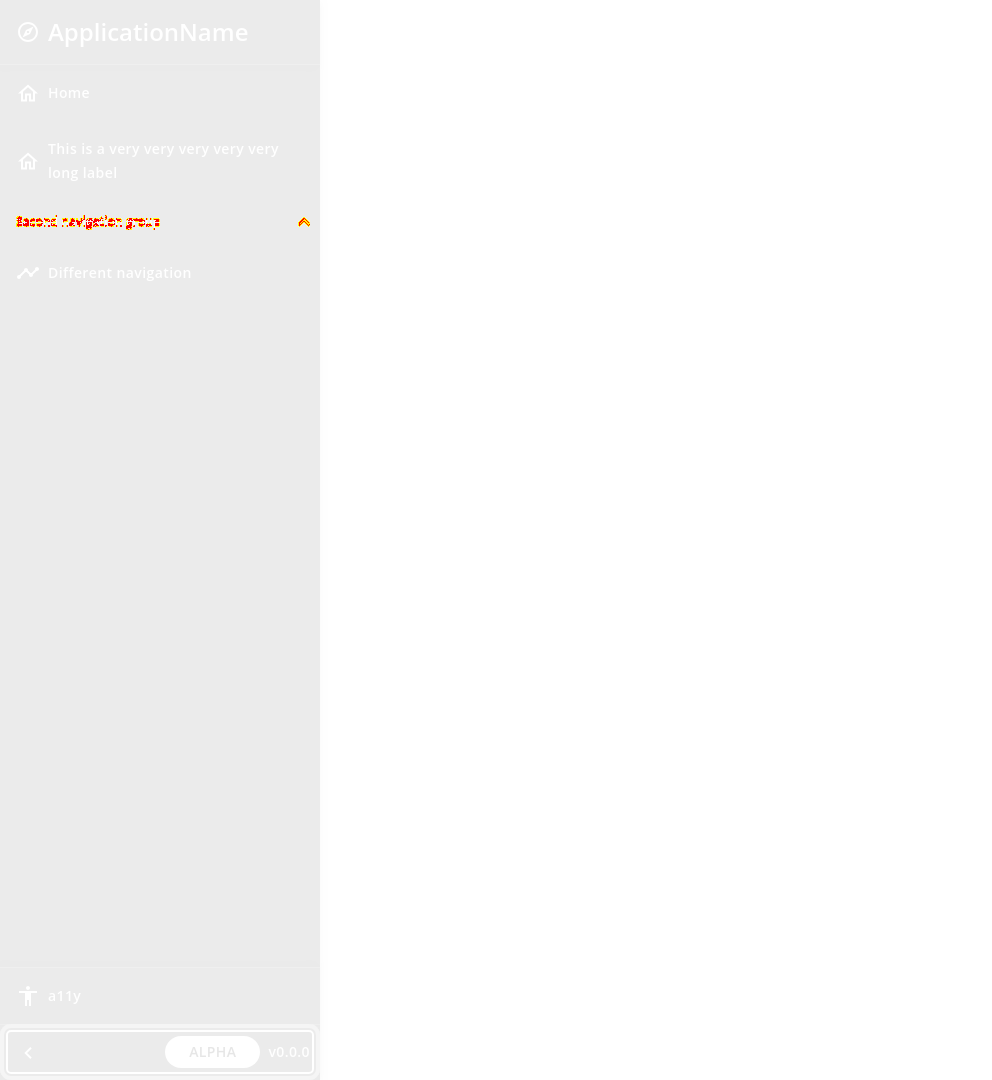 ApplicationName
Home
This is a very very very very very
long label
Second navigation group
Different navigation
a11y
ALPHA v0.0.0